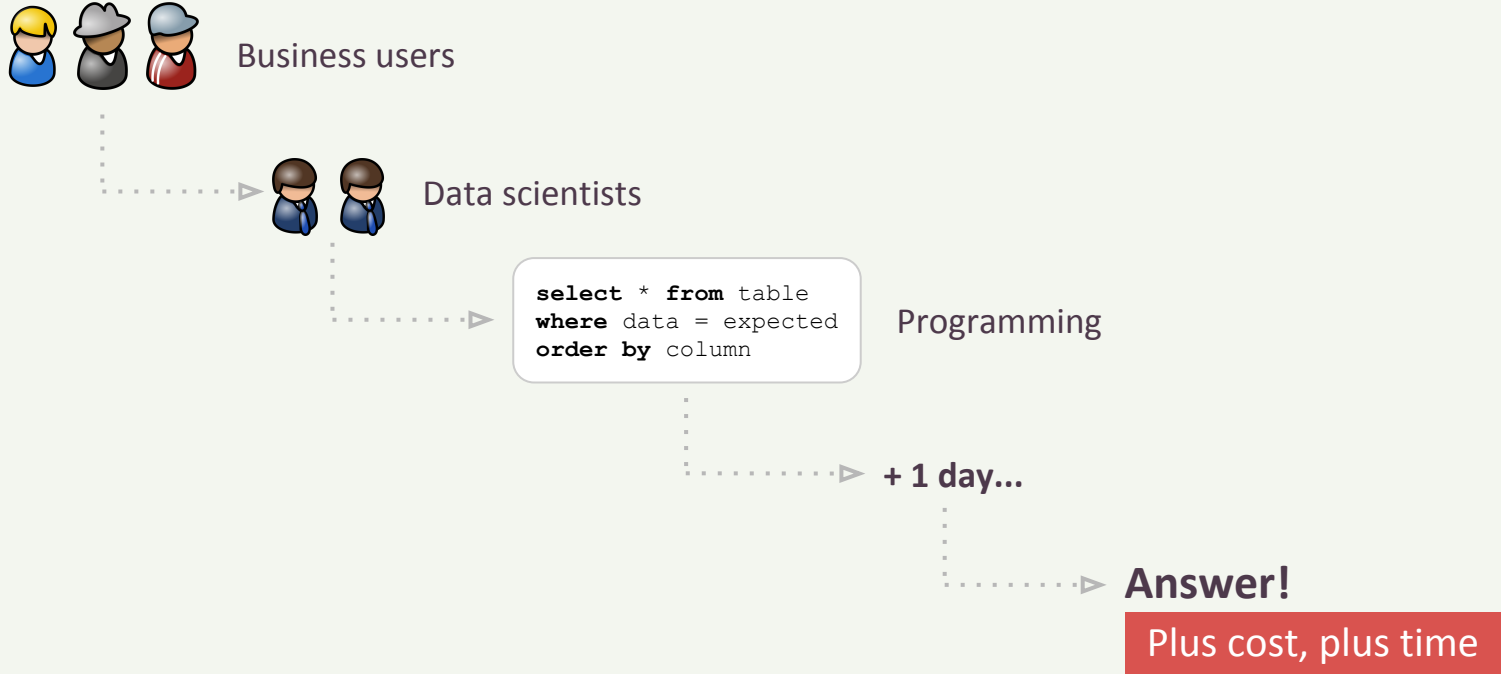 Business users
Data scientists
select * from table
where data = expected
order by column
Programming
+ 1 day...
Answer!
Plus cost, plus time